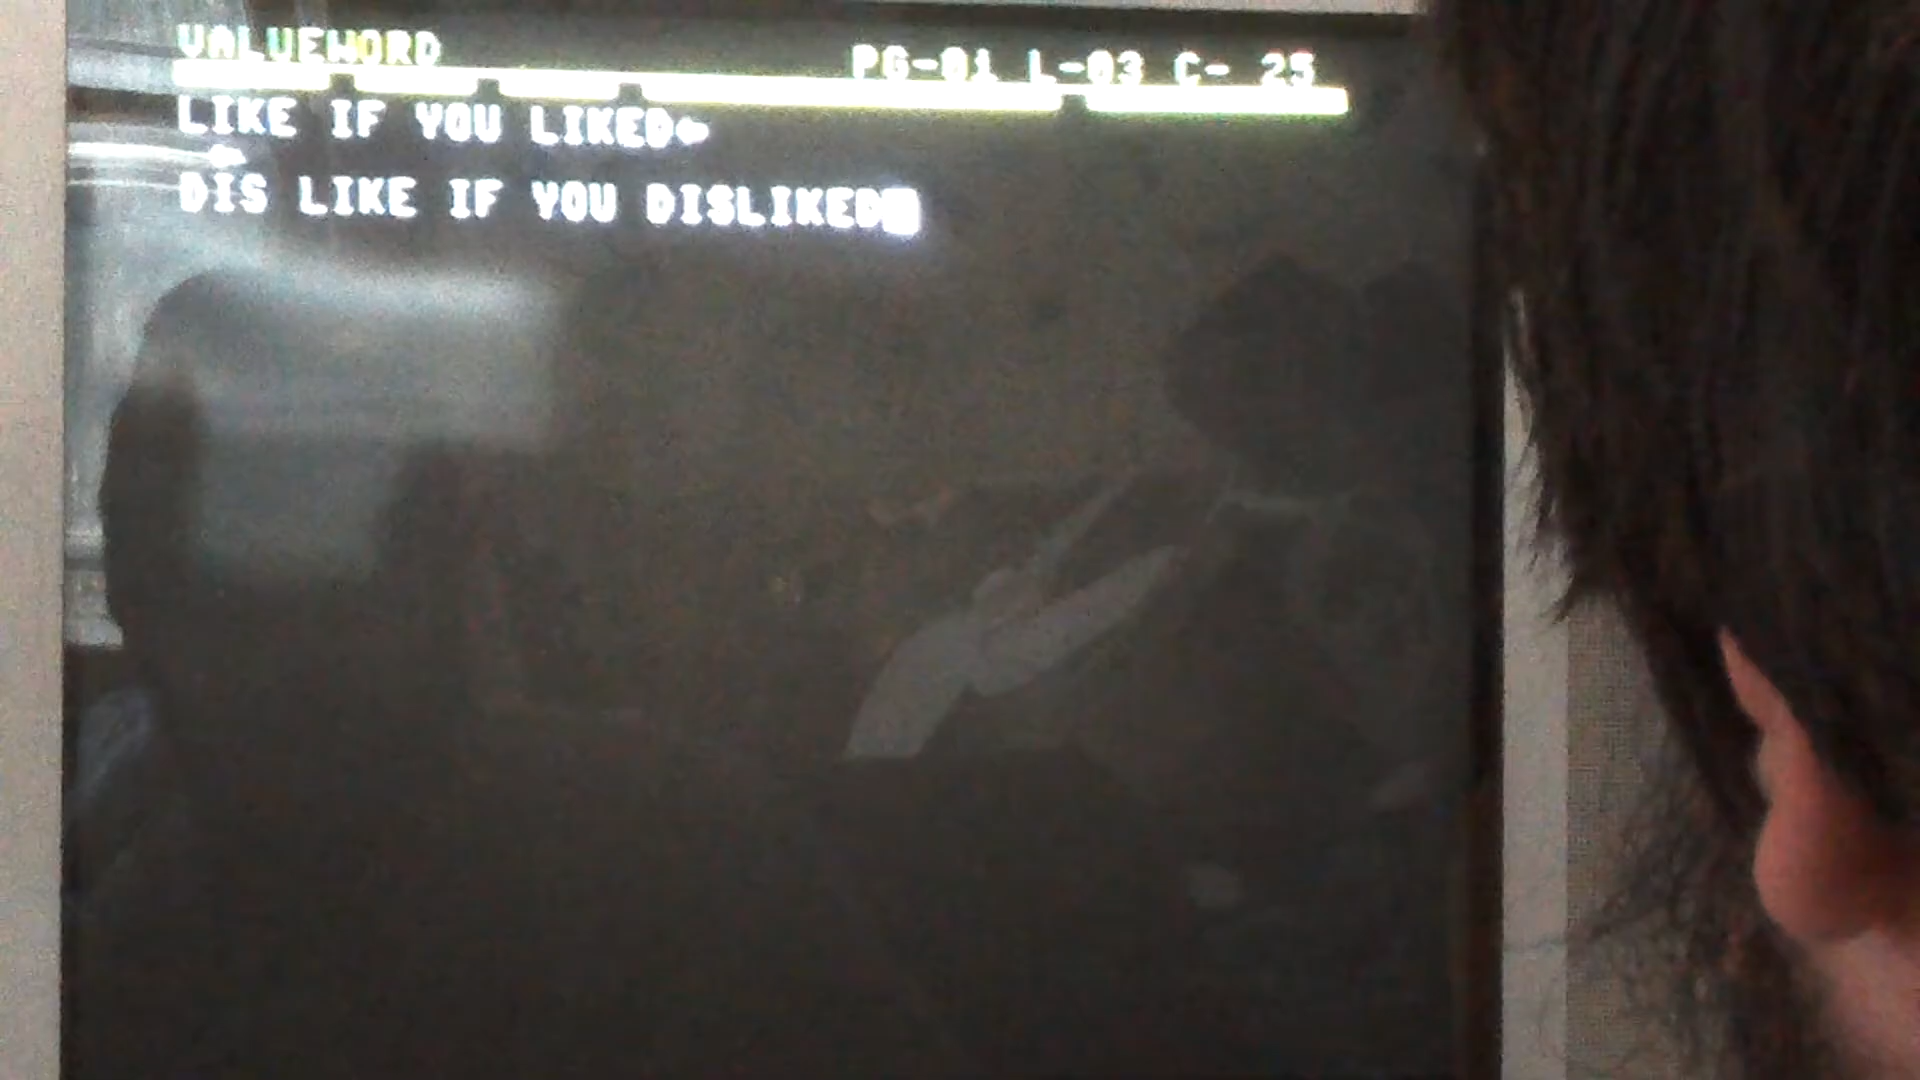 VALUEWORD PG-01 L-03 C- 25
LIKE IF YOU LIKED←
←
DIS LIKE IF YOU DISLIKED